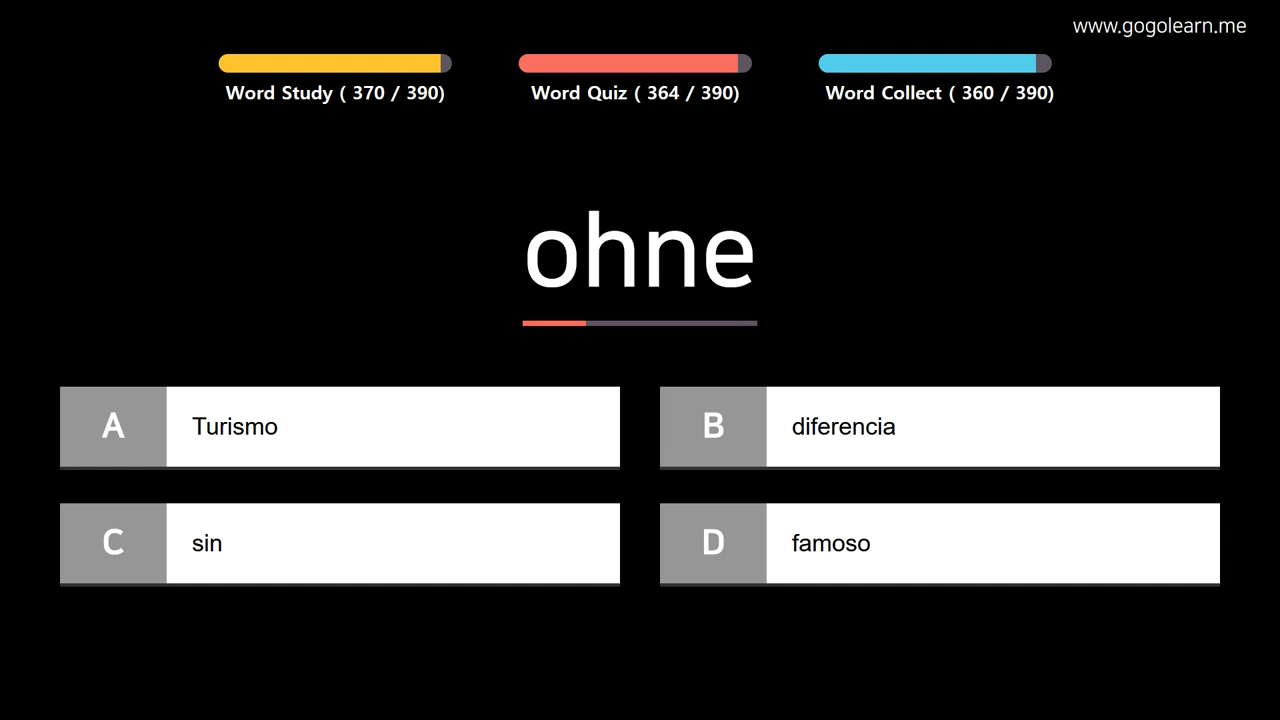 www.gogolearn.me
Word Study ( 370 / 390)
Word Quiz ( 364 / 390)
Word Collect ( 360 / 390)
ohne
A Turismo
B diferencia
C sin
D famoso